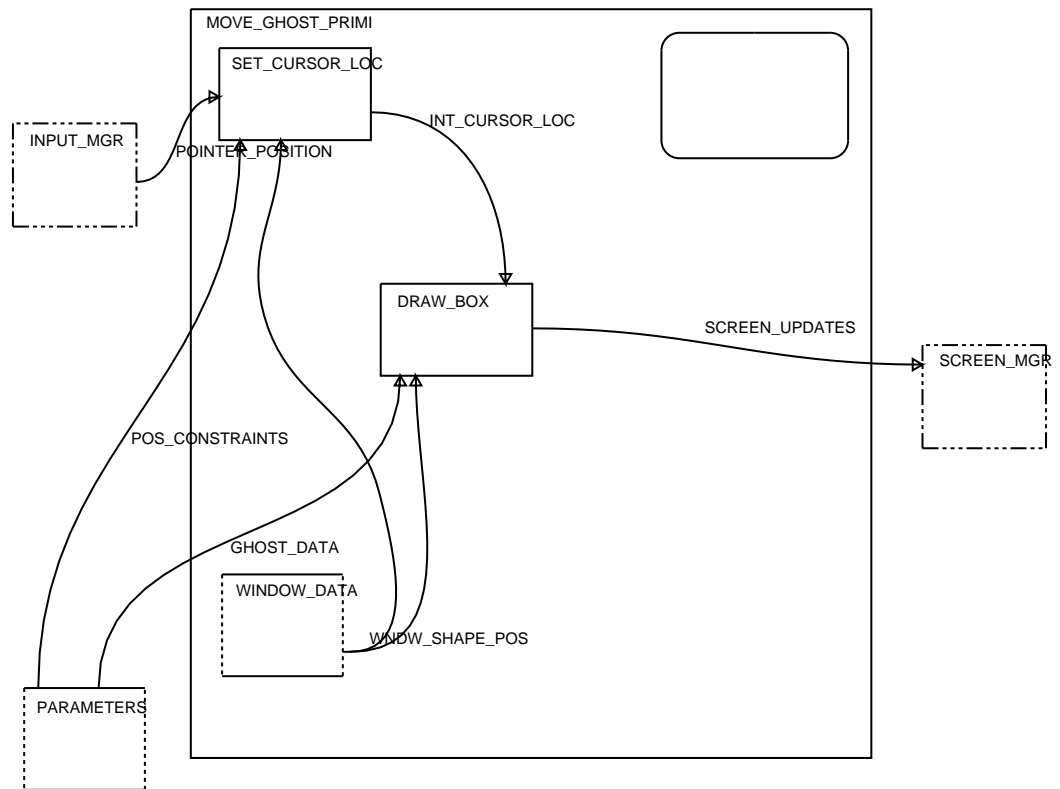 MOVE_GHOST_PRIMI
SET_CURSOR_LOC
INT_CURSOR_LOC
INPUT_MGR
POINTER_POSITION
DRAW_BOX
SCREEN_UPDATES
SCREEN_MGR
POS_CONSTRAINTS
GHOST_DATA
WINDOW_DATA
WNDW_SHAPE_POS
PARAMETERS